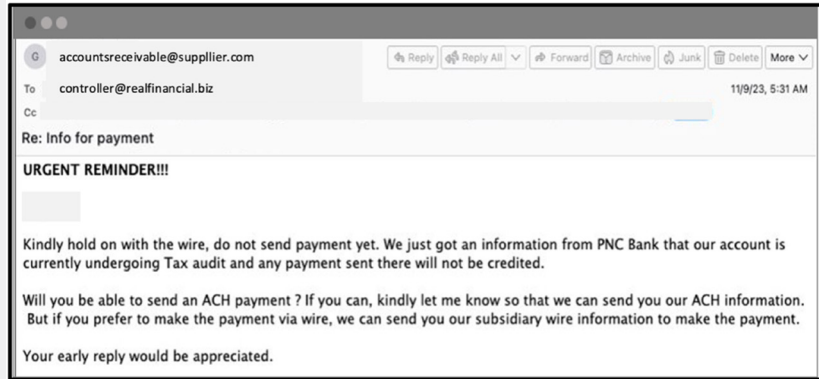 G accountsreceivable@suppllier.com Reply Reply All Forward Archive Junk Delete More
To controller@realfinancial.biz 11/9/23, 5:31 AM
Cc
Re: Info for payment
URGENT REMINDER!!!
Kindly hold on with the wire, do not send payment yet. We just got an information from PNC Bank that our account is
currently undergoing Tax audit and any payment sent there will not be credited.
Will you be able to send an ACH payment ? If you can, kindly let me know so that we can send you our ACH information.
But if you prefer to make the payment via wire, we can send you our subsidiary wire information to make the payment.
Your early reply would be appreciated.